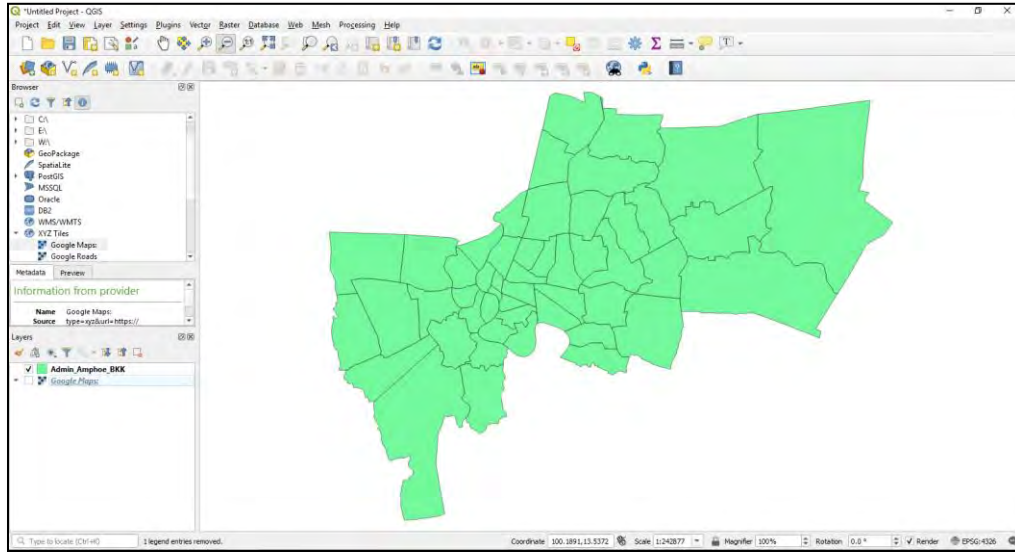 *Untitled Project - QGIS
Project Edit View Layer Settings Plugins Vector Raster Database Web Mesh Processing Help
Browser
C:\
E:\
W:\
GeoPackage
SpatiaLite
PostGIS
MSSQL
Oracle
DB2
WMS/WMTS
XYZ Tiles
Google Maps:
Google Roads
Metadata Preview
Information from provider
Name Google Maps:
Source type=xyz&url=https://
Layers
Admin_Amphoe_BKK
Google Maps:
Type to locate (Ctrl+K) 1 legend entries removed. Coordinate 100.1891,13.5372 Scale 1:242877 Magnifier 100% Rotation 0.0 ° Render EPSG:4326